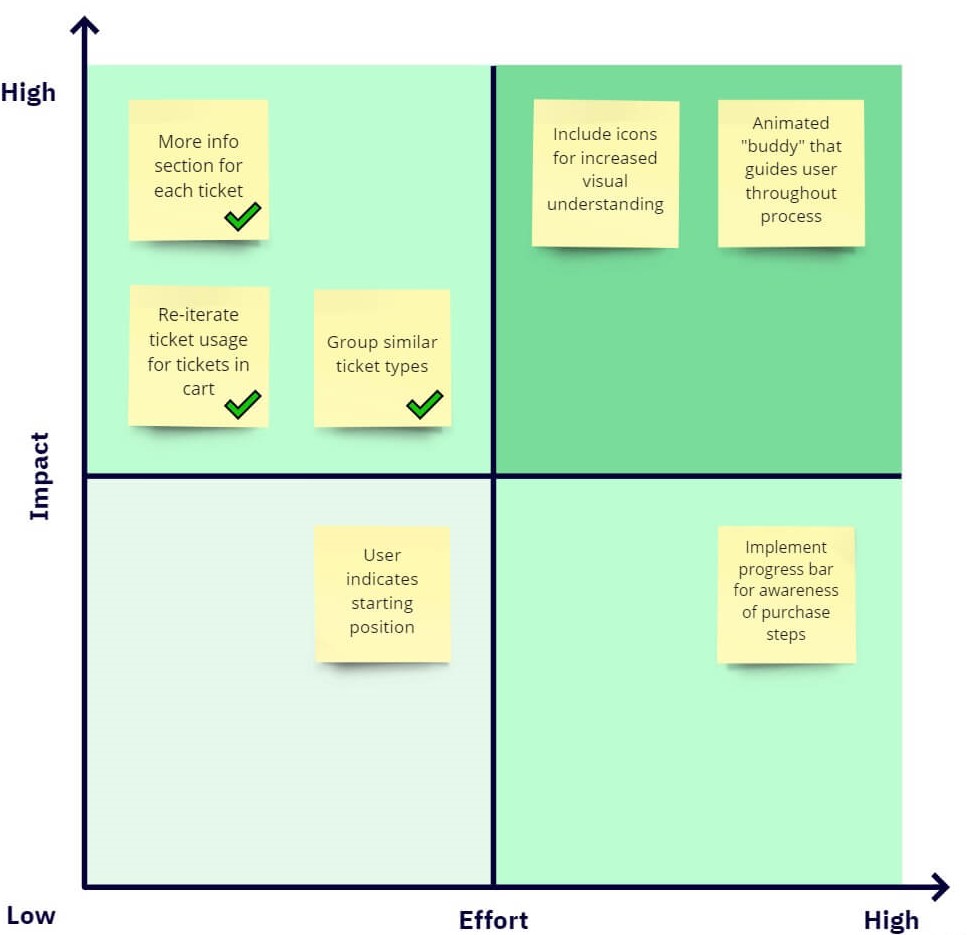 High
More info
section for
each ticket
Include icons
for increased
visual
understanding
Animated
"buddy" that
guides user
throughout
process
Re-iterate
ticket usage
for tickets in
cart
Group similar
ticket types
Impact
User
indicates
starting
position
Implement
progress bar
for awareness
of purchase
steps
Low
Effort
High